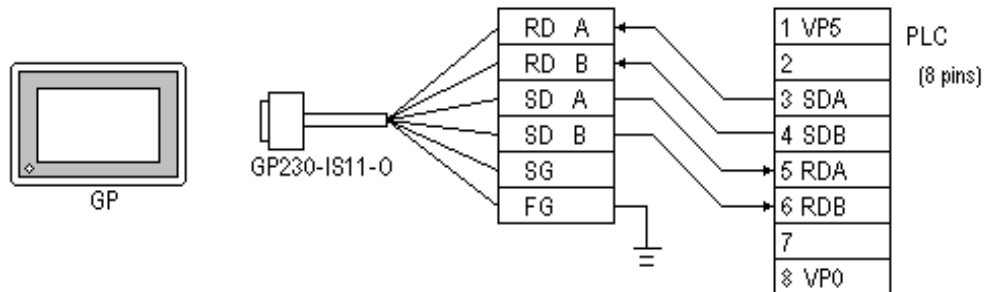 GP
GP230-IS11-O
RD A
RD B
SD A
SD B
SG
FG
1 VP5
2
3 SDA
4 SDB
5 RDA
6 RDB
7
8 VP0
PLC
(8 pins)